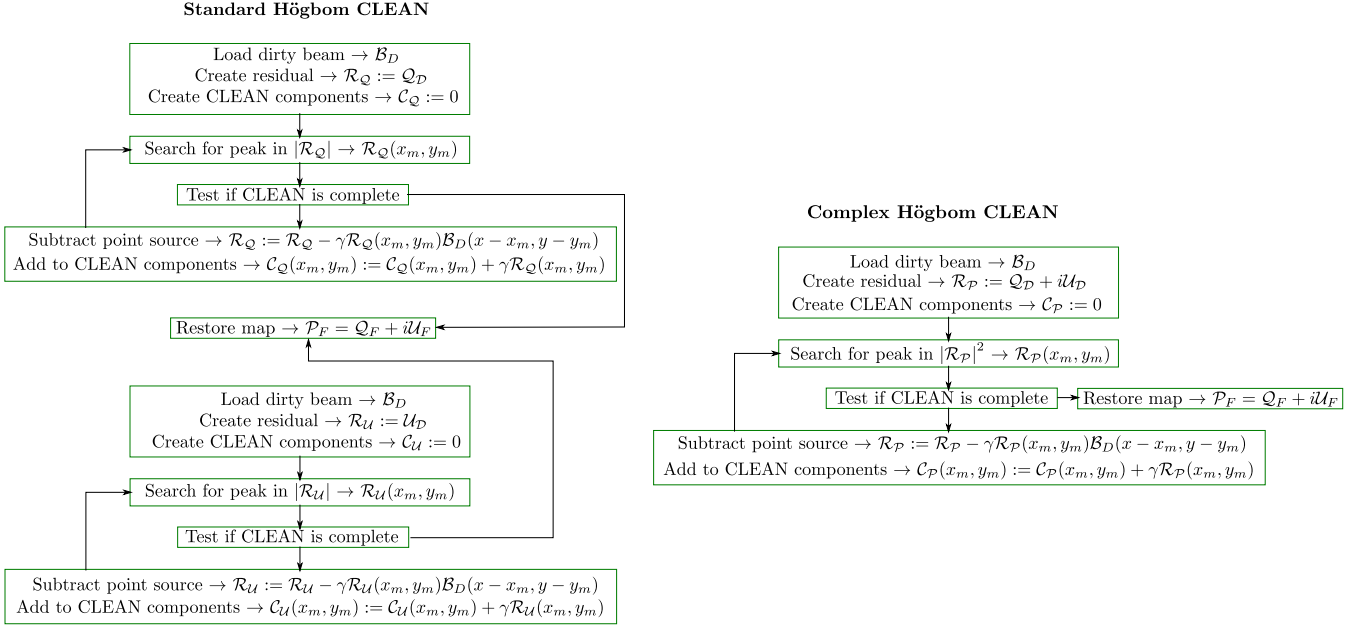 Standard Högbom CLEAN
Load dirty beam → 𝓑_D
Create residual → 𝓡_𝓠 := 𝓠_𝓓
Create CLEAN components → 𝓒_𝓠 := 0
Search for peak in |𝓡_𝓠| → 𝓡_𝓠(x_m, y_m)
Test if CLEAN is complete
Subtract point source → 𝓡_𝓠 := 𝓡_𝓠 − γ𝓡_𝓠(x_m, y_m)𝓑_D(x − x_m, y − y_m)
Add to CLEAN components → 𝓒_𝓠(x_m, y_m) := 𝓒_𝓠(x_m, y_m) + γ𝓡_𝓠(x_m, y_m)
Restore map → 𝓟_F = 𝓠_F + i𝓤_F
Load dirty beam → 𝓑_D
Create residual → 𝓡_𝓤 := 𝓤_𝓓
Create CLEAN components → 𝓒_𝓤 := 0
Search for peak in |𝓡_𝓤| → 𝓡_𝓤(x_m, y_m)
Test if CLEAN is complete
Subtract point source → 𝓡_𝓤 := 𝓡_𝓤 − γ𝓡_𝓤(x_m, y_m)𝓑_D(x − x_m, y − y_m)
Add to CLEAN components → 𝓒_𝓤(x_m, y_m) := 𝓒_𝓤(x_m, y_m) + γ𝓡_𝓤(x_m, y_m)
Complex Högbom CLEAN
Load dirty beam → 𝓑_D
Create residual → 𝓡_𝓟 := 𝓠_𝓓 + i𝓤_𝓓
Create CLEAN components → 𝓒_𝓟 := 0
Search for peak in |𝓡_𝓟|² → 𝓡_𝓟(x_m, y_m)
Test if CLEAN is complete
Restore map → 𝓟_F = 𝓠_F + i𝓤_F
Subtract point source → 𝓡_𝓟 := 𝓡_𝓟 − γ𝓡_𝓟(x_m, y_m)𝓑_D(x − x_m, y − y_m)
Add to CLEAN components → 𝓒_𝓟(x_m, y_m) := 𝓒_𝓟(x_m, y_m) + γ𝓡_𝓟(x_m, y_m)